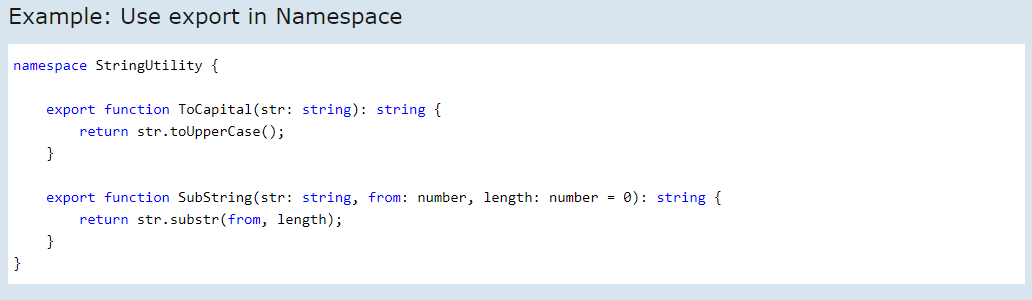 Example: Use export in Namespace
namespace StringUtility {
    export function ToCapital(str: string): string {
        return str.toUpperCase();
    }
    export function SubString(str: string, from: number, length: number = 0): string {
        return str.substr(from, length);
    }
}